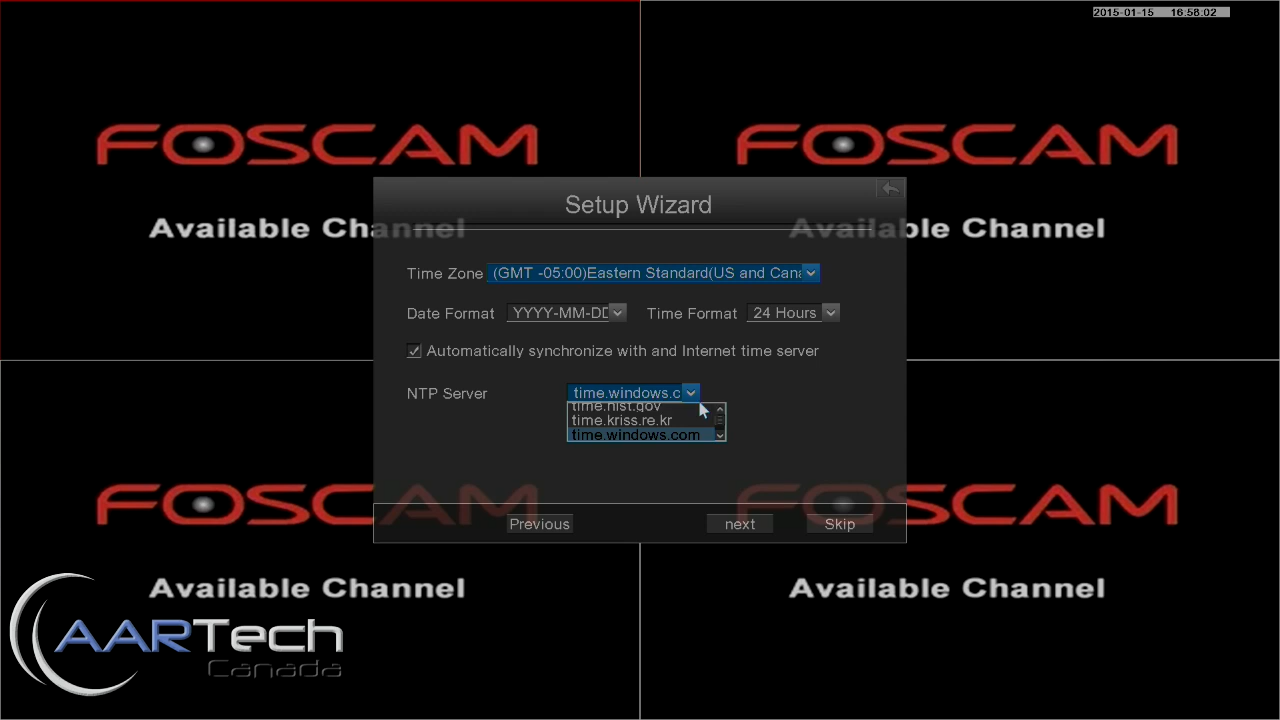 2015-01-15 16:58:02
FOSCAM FOSCAM
Available Channel Available Channel
Setup Wizard
Time Zone (GMT -05:00)Eastern Standard(US and Cana
Date Format YYYY-MM-DD Time Format 24 Hours
Automatically synchronize with and Internet time server
NTP Server time.windows.c
time.nist.gov
time.kriss.re.kr
time.windows.com
FOSCAM FOSCAM
Previous next Skip
Available Channel Available Channel
AARTech
Canada